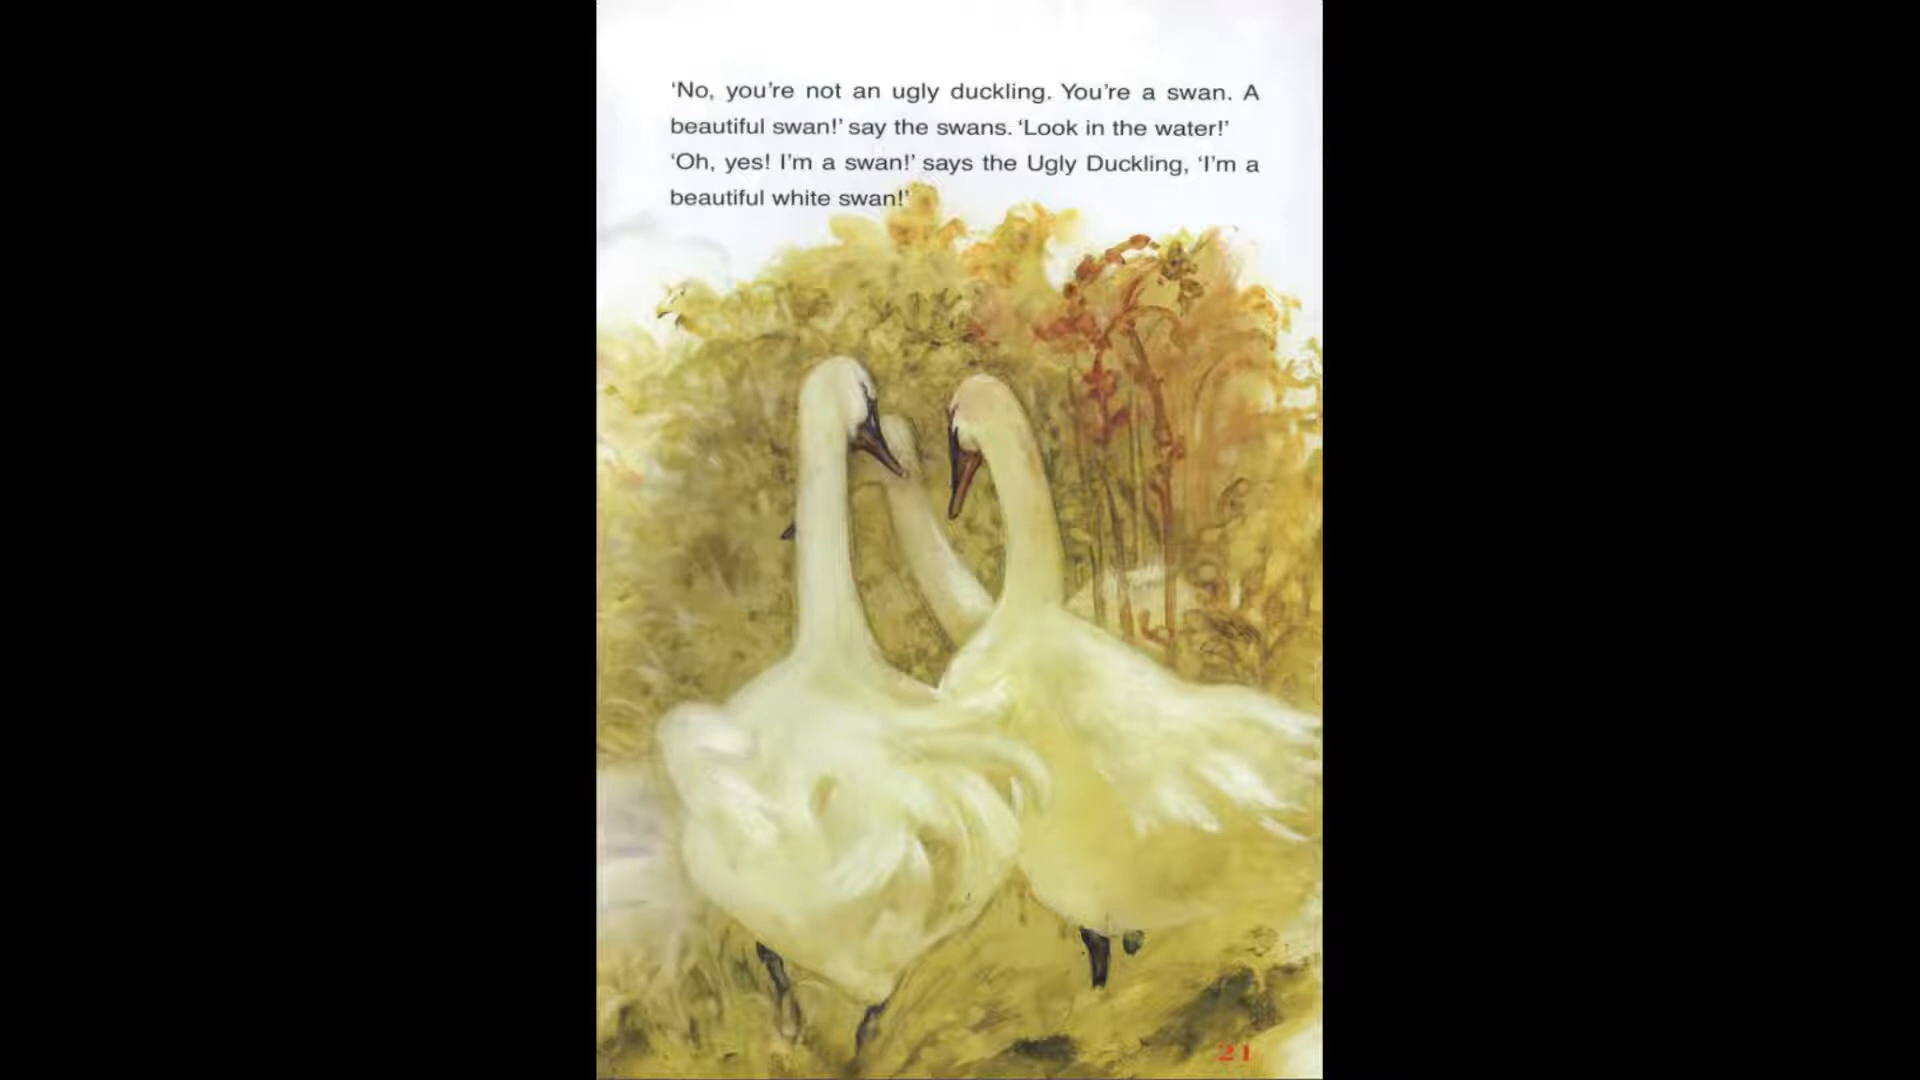 ‘No, you’re not an ugly duckling. You’re a swan. A
beautiful swan!’ say the swans. ‘Look in the water!’
‘Oh, yes! I’m a swan!’ says the Ugly Duckling, ‘I’m a
beautiful white swan!’
21